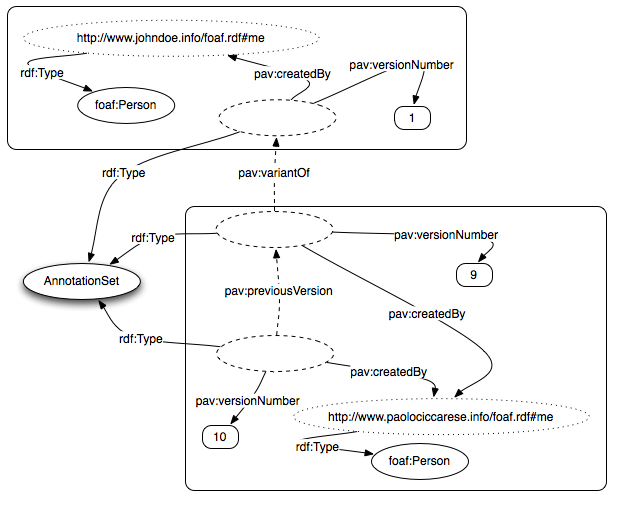 http://www.johndoe.info/foaf.rdf#me
rdf:Type
pav:createdBy
pav:versionNumber
foaf:Person
1
rdf:Type
pav:variantOf
rdf:Type
pav:versionNumber
9
AnnotationSet
pav:previousVersion
pav:createdBy
rdf:Type
pav:createdBy
pav:versionNumber
10
http://www.paolociccarese.info/foaf.rdf#me
rdf:Type
foaf:Person